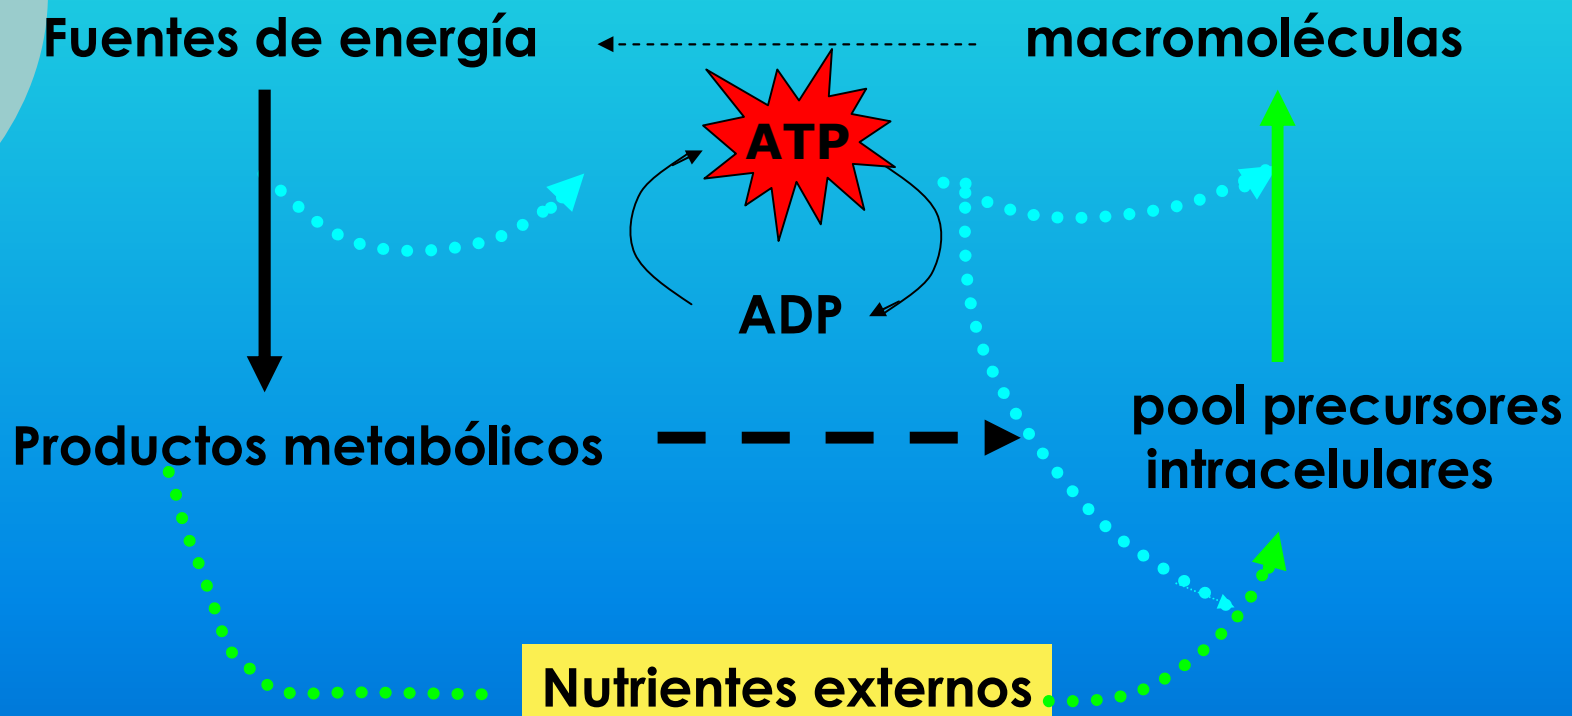 Fuentes de energía
macromoléculas
ATP
ADP
Productos metabólicos
pool precursores
intracelulares
Nutrientes externos